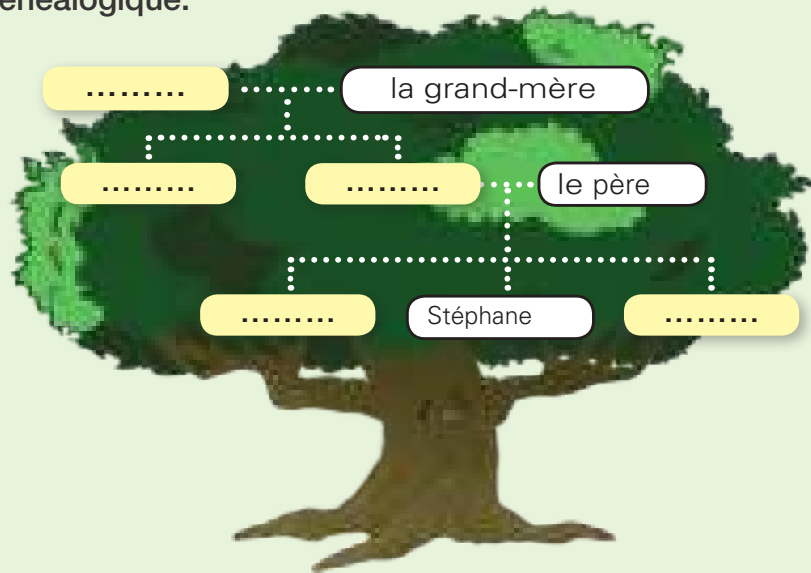 énéalogique.
......... la grand-mère
......... ......... le père
......... Stéphane .........